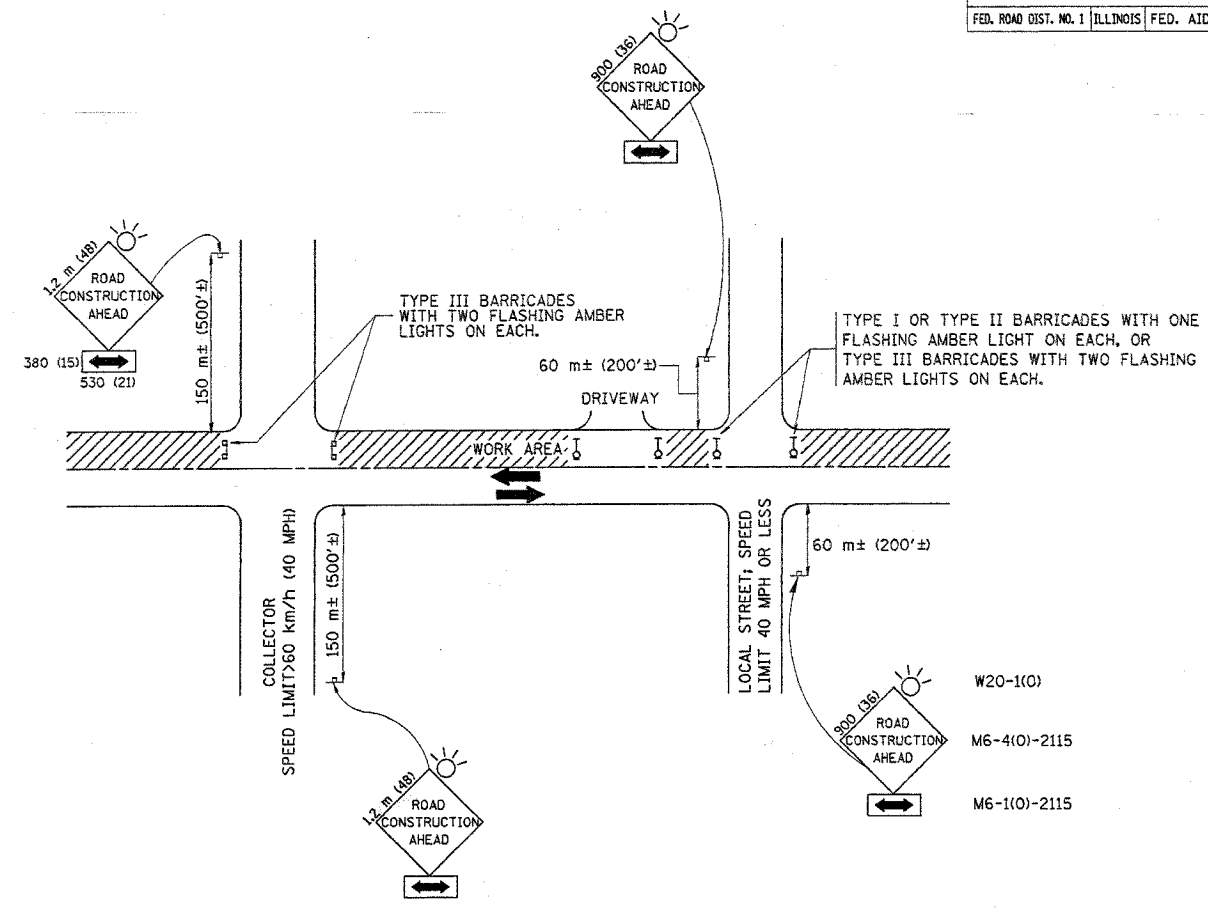 FED. ROAD DIST. NO. 1 ILLINOIS FED. AID
900 (36)
ROAD
CONSTRUCTION
AHEAD
1.2 m (48)
ROAD
CONSTRUCTION
AHEAD
380 (15)
530 (21)
150 m± (500'±)
TYPE III BARRICADES
WITH TWO FLASHING AMBER
LIGHTS ON EACH.
60 m± (200'±)
DRIVEWAY
TYPE I OR TYPE II BARRICADES WITH ONE
FLASHING AMBER LIGHT ON EACH, OR
TYPE III BARRICADES WITH TWO FLASHING
AMBER LIGHTS ON EACH.
WORK AREA
COLLECTOR
SPEED LIMIT>60 km/h (40 MPH)
150 m± (500'±)
LOCAL STREET; SPEED
LIMIT 40 MPH OR LESS
60 m± (200'±)
1.2 m (48)
ROAD
CONSTRUCTION
AHEAD
900 (36)
ROAD
CONSTRUCTION
AHEAD
W20-1(O)
M6-4(O)-2115
M6-1(O)-2115